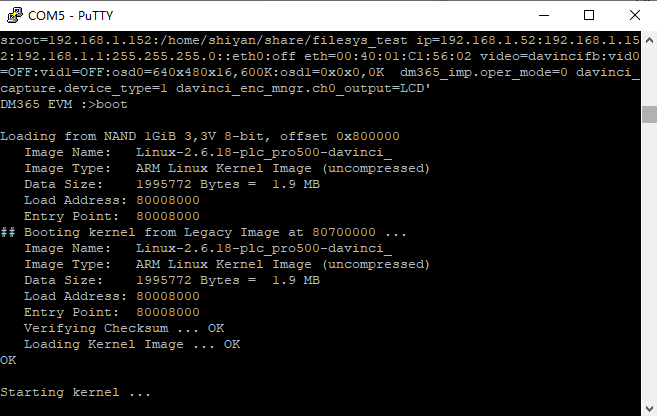 COM5 - PuTTY
sroot=192.168.1.152:/home/shiyan/share/filesys_test ip=192.168.1.52:192.168.1.15
2:192.168.1.1:255.255.255.0::eth0:off eth=00:40:01:C1:56:02 video=davincifb:vid0
=OFF:vid1=OFF:osd0=640x480x16,600K:osd1=0x0x0,0K  dm365_imp.oper_mode=0 davinci_
capture.device_type=1 davinci_enc_mngr.ch0_output=LCD'
DM365 EVM :>boot
Loading from NAND 1GiB 3,3V 8-bit, offset 0x800000
   Image Name:   Linux-2.6.18-plc_pro500-davinci_
   Image Type:   ARM Linux Kernel Image (uncompressed)
   Data Size:    1995772 Bytes =  1.9 MB
   Load Address: 80008000
   Entry Point:  80008000
## Booting kernel from Legacy Image at 80700000 ...
   Image Name:   Linux-2.6.18-plc_pro500-davinci_
   Image Type:   ARM Linux Kernel Image (uncompressed)
   Data Size:    1995772 Bytes =  1.9 MB
   Load Address: 80008000
   Entry Point:  80008000
   Verifying Checksum ... OK
   Loading Kernel Image ... OK
OK
Starting kernel ...